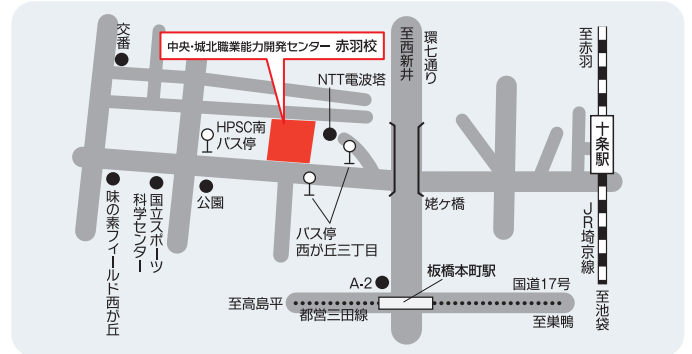 交番
中央・城北職業能力開発センター 赤羽校
NTT電波塔
至西新井
環七通り
至赤羽
十条駅
HPSC南
バス停
姥ケ橋
JR埼京線
至池袋
味の素フィールド西が丘
国立スポーツ
科学センター
公園
バス停
西が丘三丁目
A-2
板橋本町駅
国道17号
至高島平
都営三田線
至巣鴨